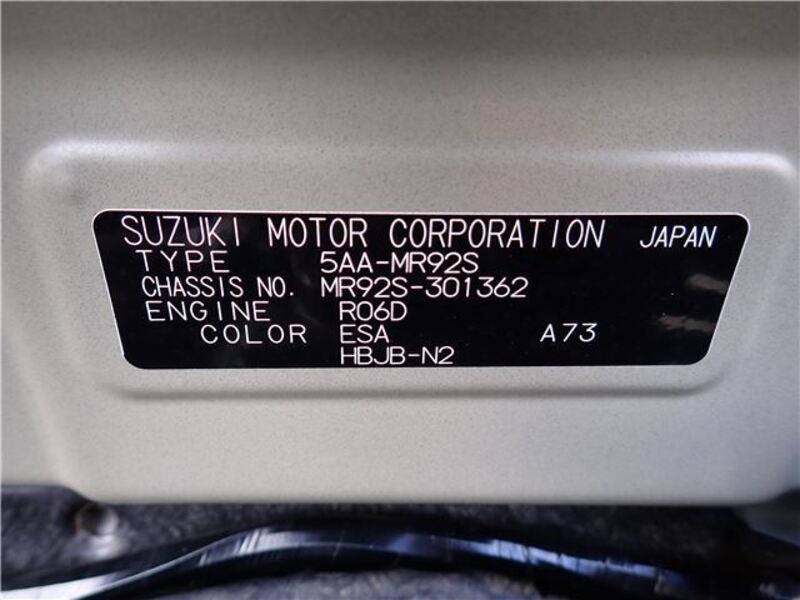 SUZUKI MOTOR CORPORATION JAPAN
TYPE 5AA-MR92S
CHASSIS NO. MR92S-301362
ENGINE R06D
COLOR ESA A73
HBJB-N2